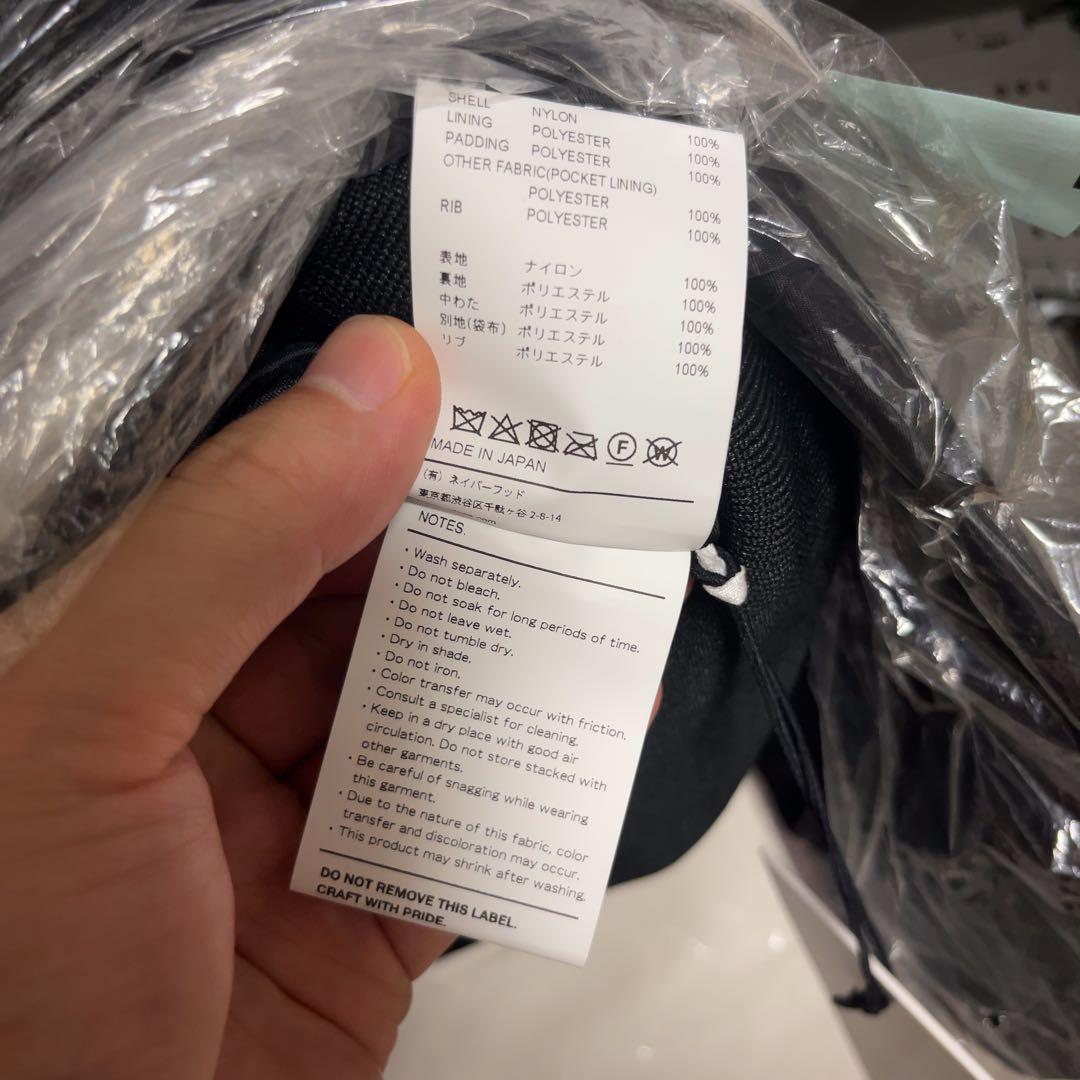 SHELL NYLON 100%
LINING POLYESTER 100%
PADDING POLYESTER 100%
OTHER FABRIC(POCKET LINING)
POLYESTER 100%
RIB POLYESTER 100%
表地 ナイロン 100%
裏地 ポリエステル 100%
中わた ポリエステル 100%
別地(袋布) ポリエステル 100%
リブ ポリエステル 100%
F W
MADE IN JAPAN
(有) ネイバーフッド
東京都渋谷区千駄ヶ谷 2-8-14
NOTES.
・Wash separately.
・Do not bleach.
・Do not soak for long periods of time.
・Do not leave wet.
・Do not tumble dry.
・Dry in shade.
・Do not iron.
・Color transfer may occur with friction.
・Consult a specialist for cleaning.
・Keep in a dry place with good air
circulation. Do not store stacked with
other garments.
・Be careful of snagging while wearing
this garment.
・Due to the nature of this fabric, color
transfer and discoloration may occur.
・This product may shrink after washing.
DO NOT REMOVE THIS LABEL.
CRAFT WITH PRIDE.